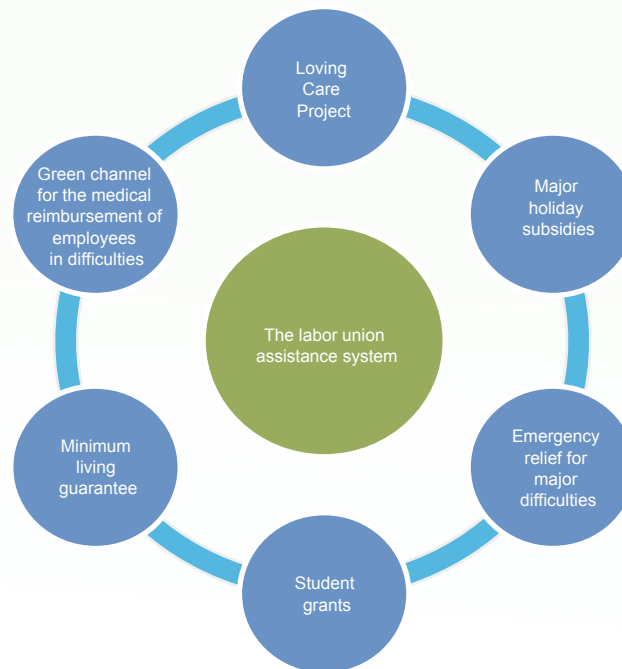 Loving
Care
Project
Major
holiday
subsidies
Emergency
relief for
major
difficulties
Student
grants
Minimum
living
guarantee
Green channel
for the medical
reimbursement of
employees
in difficulties
The labor union
assistance system